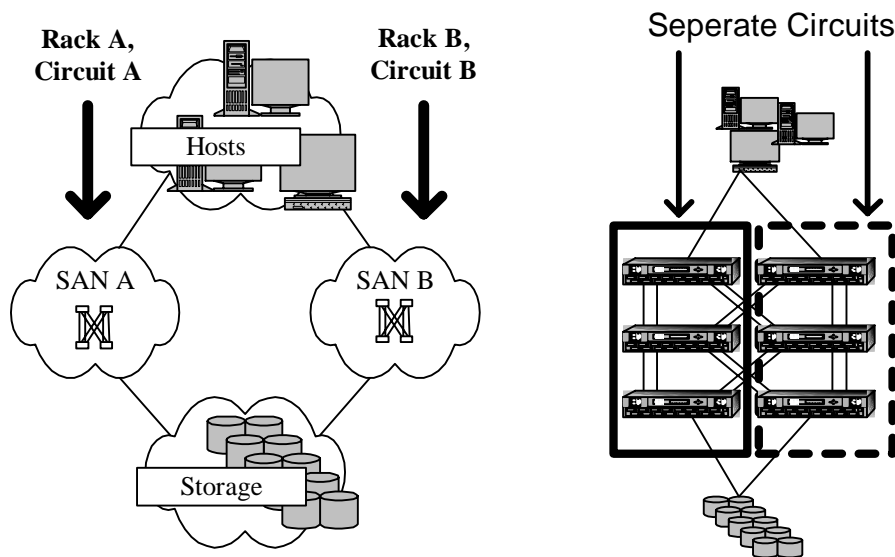 Rack A,
Circuit A
Rack B,
Circuit B
Hosts
SAN A
SAN B
Storage
Seperate Circuits